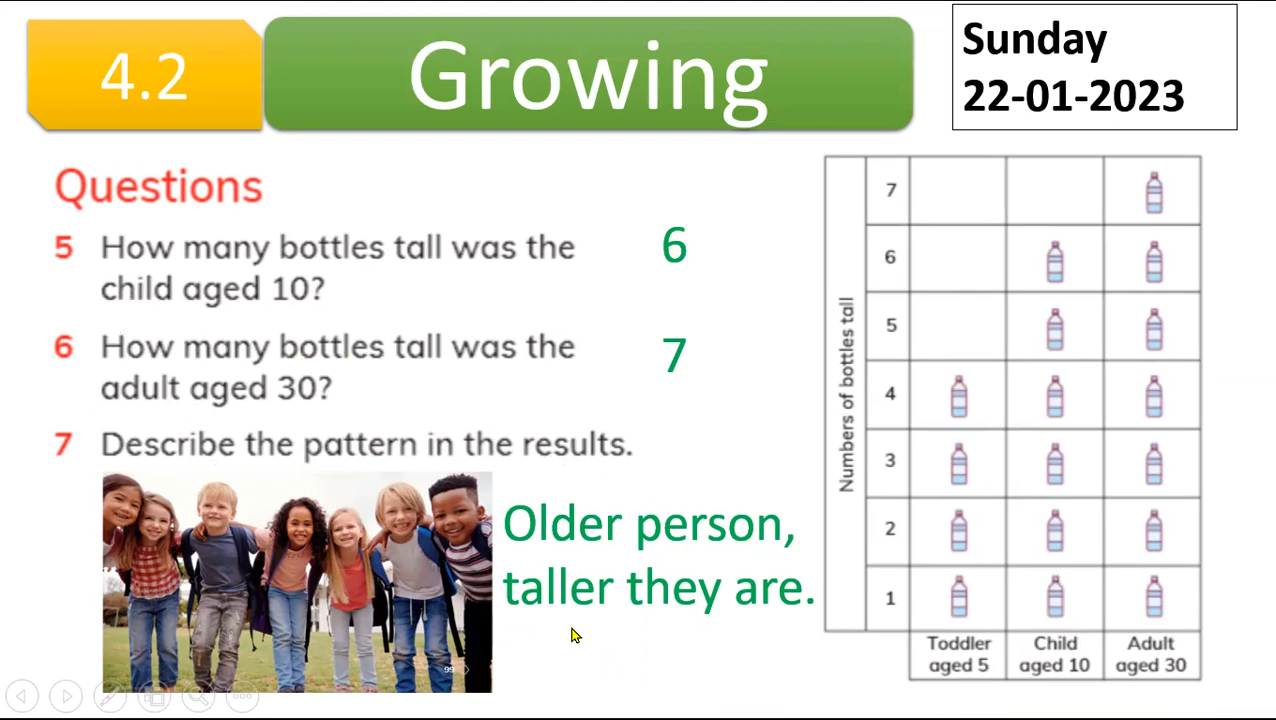 4.2
Growing
Sunday
22-01-2023
Questions
5 How many bottles tall was the
child aged 10?
6
6 How many bottles tall was the
adult aged 30?
7
7 Describe the pattern in the results.
Older person,
taller they are.
99
Numbers of bottles tall
7
6
5
4
3
2
1
Toddler
aged 5
Child
aged 10
Adult
aged 30